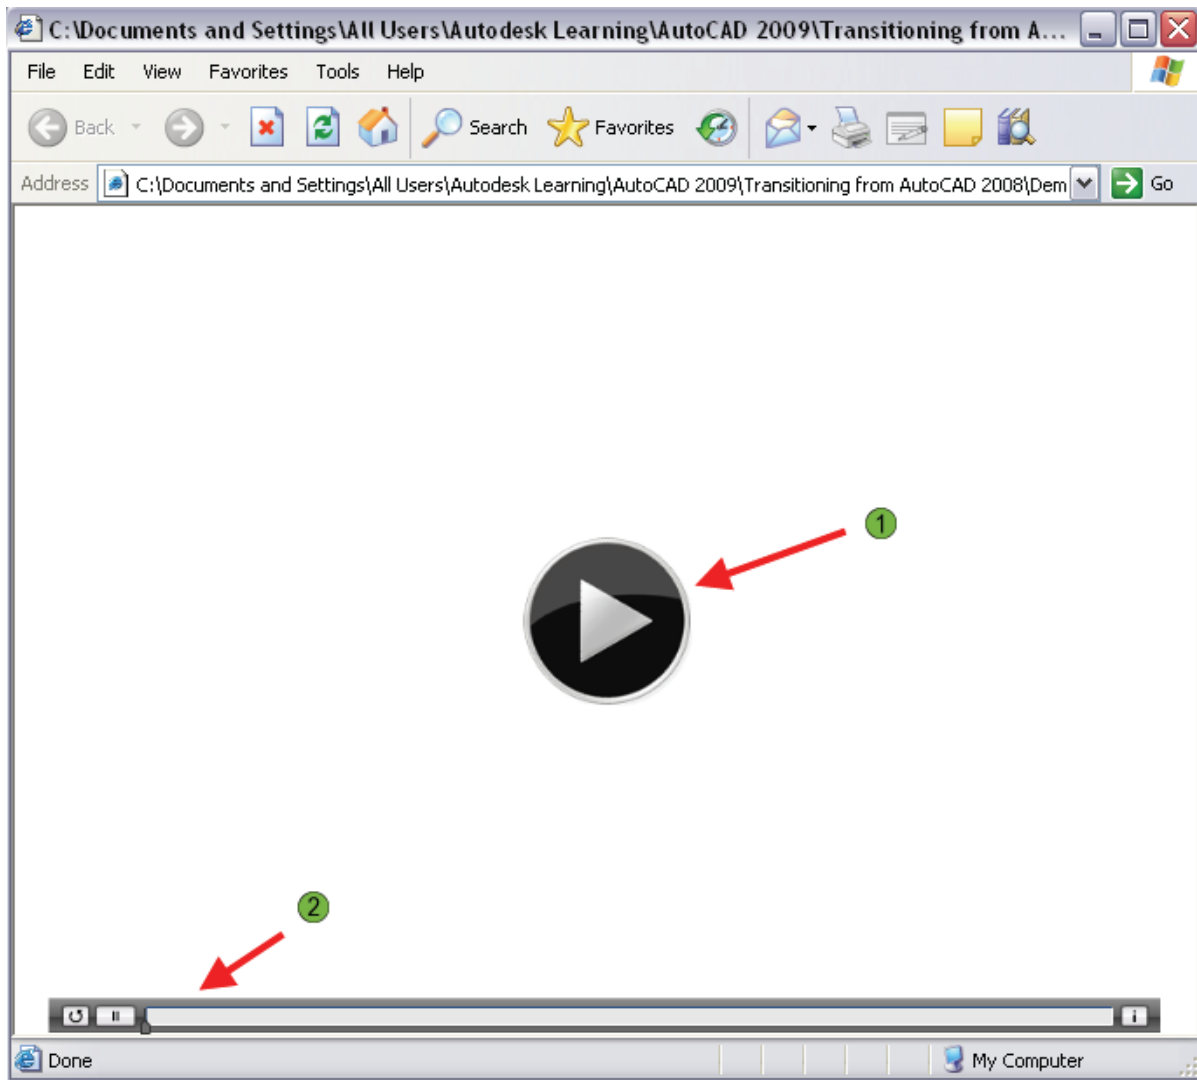 C:\Documents and Settings\All Users\Autodesk Learning\AutoCAD 2009\Transitioning from A...
File Edit View Favorites Tools Help
Back Search Favorites
Address C:\Documents and Settings\All Users\Autodesk Learning\AutoCAD 2009\Transitioning from AutoCAD 2008\Dem Go
1
2
i
Done My Computer